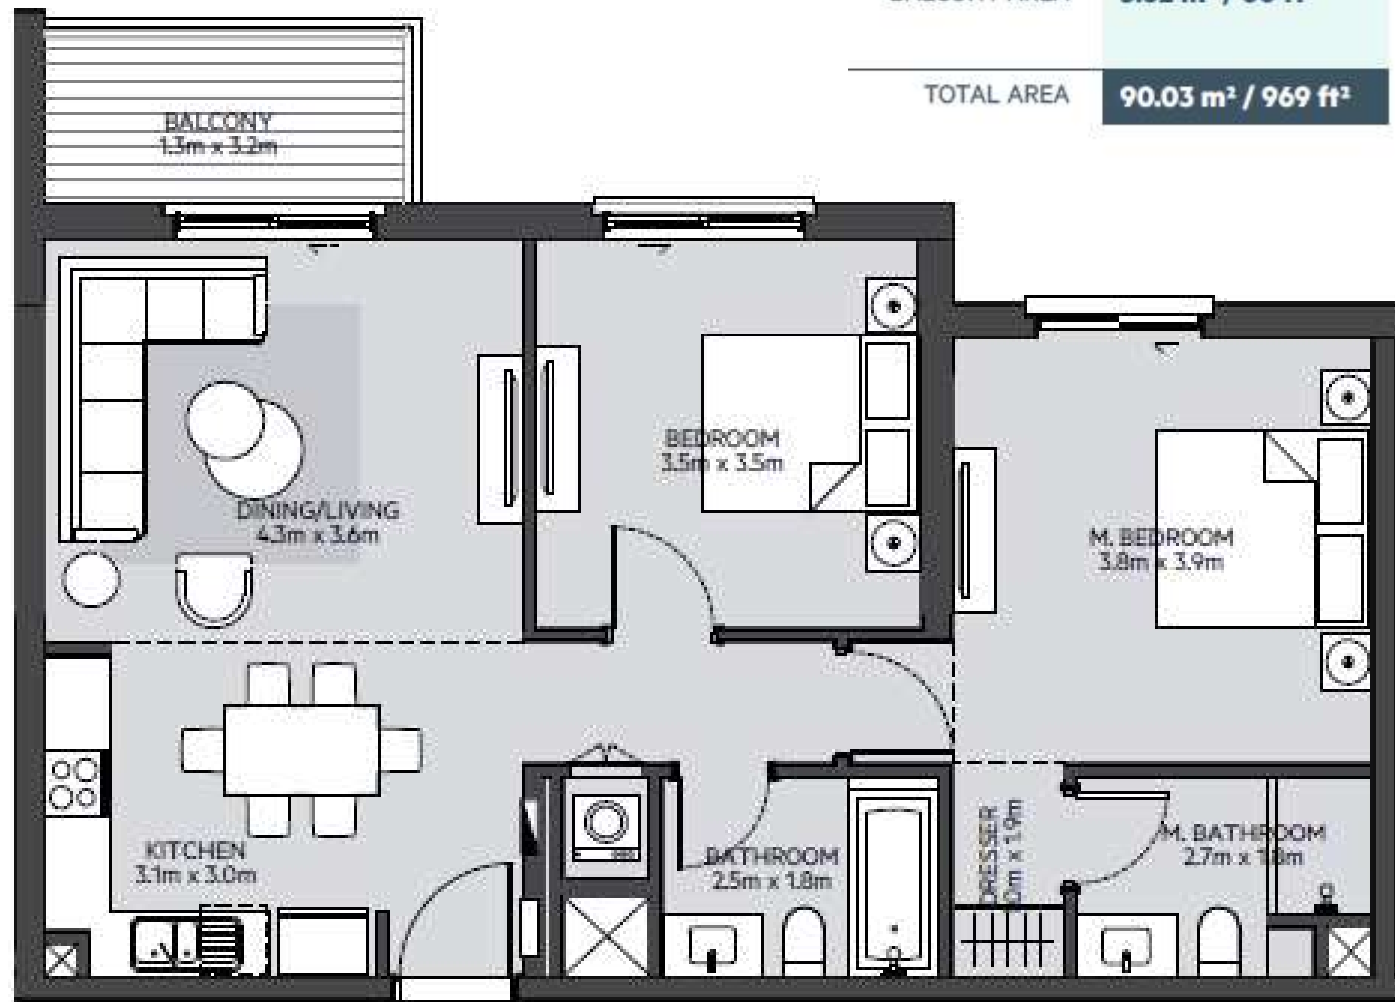 TOTAL AREA 90.03 m² / 969 ft²
BALCONY
1.3m x 3.2m
BEDROOM
3.5m x 3.5m
DINING/LIVING
4.3m x 3.6m
M. BEDROOM
3.8m x 3.9m
KITCHEN
3.1m x 3.0m
BATHROOM
2.5m x 1.8m
DRESSER
x 1.9m
M. BATHROOM
2.7m x 1.8m